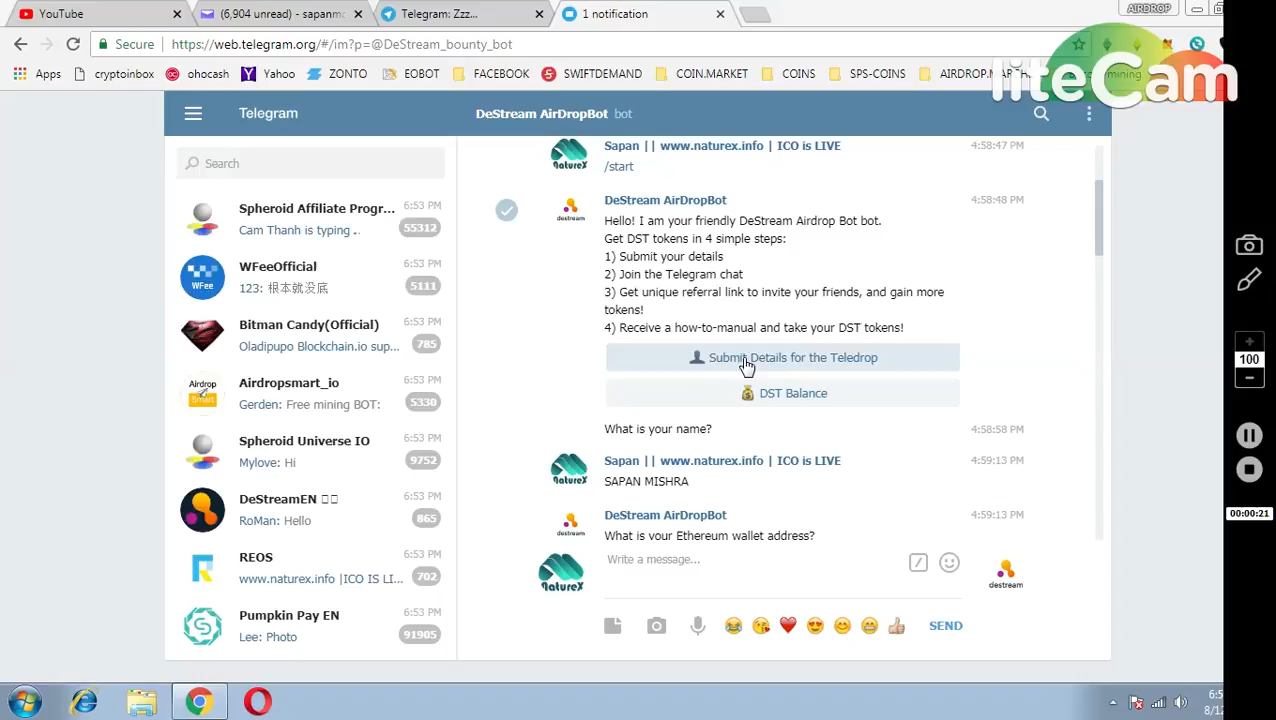 YouTube
(6,904 unread) - sapanm
Telegram: Zzz...
1 notification
AIRDROP
Secure
https://web.telegram.org/#/im?p=@DeStream_bounty_bot
Apps
cryptoinbox
ohocash
Yahoo
ZONTO
EOBOT
FACEBOOK
SWIFTDEMAND
COIN.MARKET
COINS
SPS-COINS
mining
liteCam
Telegram
DeStream AirDropBot bot
Search
Spheroid Affiliate Progr...
6:53 PM
Cam Thanh is typing ..
55312
WFeeOfficial
6:53 PM
123: 根本就没底
5111
Bitman Candy(Official)
6:53 PM
Oladipupo Blockchain.io sup...
785
Airdrop
Smart
Airdropsmart_io
6:53 PM
Gerden: Free mining BOT:
5330
Spheroid Universe IO
6:53 PM
Mylove: Hi
9752
DeStreamEN
6:53 PM
RoMan: Hello
865
REOS
6:53 PM
www.naturex.info |ICO IS LI...
702
Pumpkin Pay EN
6:53 PM
Lee: Photo
91905
NatureX
Sapan || www.naturex.info | ICO is LIVE
4:58:47 PM
/start
destream
DeStream AirDropBot
4:58:48 PM
Hello! I am your friendly DeStream Airdrop Bot bot.
Get DST tokens in 4 simple steps:
1) Submit your details
2) Join the Telegram chat
3) Get unique referral link to invite your friends, and gain more
tokens!
4) Receive a how-to-manual and take your DST tokens!
Submit Details for the Teledrop
DST Balance
What is your name?
4:58:58 PM
NatureX
Sapan || www.naturex.info | ICO is LIVE
4:59:13 PM
SAPAN MISHRA
destream
DeStream AirDropBot
4:59:13 PM
What is your Ethereum wallet address?
NatureX
Write a message...
destream
SEND
100
00:00:21